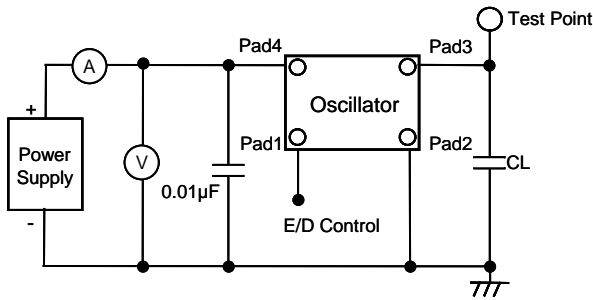 Test Point
Pad4
Pad3
A
Oscillator
+
Power
Supply
V
Pad1
Pad2
0.01µF
CL
-
E/D Control